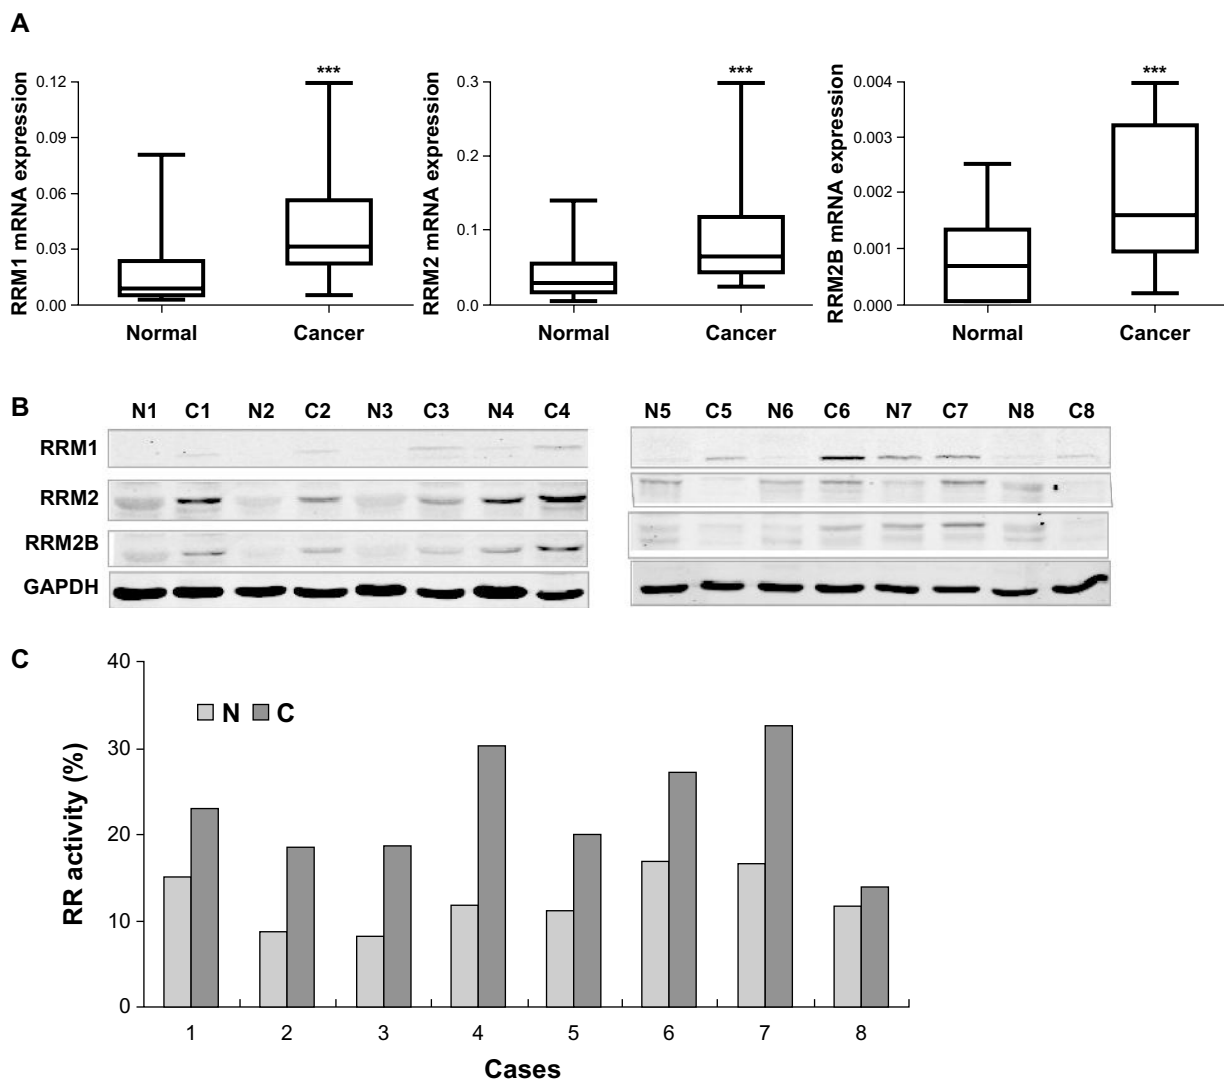 A
RRM1 mRNA expression
0.12
0.09
0.06
0.03
0.00
***
Normal Cancer
RRM2 mRNA expression
0.3
0.2
0.1
0.0
***
Normal Cancer
RRM2B mRNA expression
0.004
0.003
0.002
0.001
0.000
***
Normal Cancer
B
N1 C1 N2 C2 N3 C3 N4 C4 N5 C5 N6 C6 N7 C7 N8 C8
RRM1
RRM2
RRM2B
GAPDH
C
RR activity (%)
40
30
20
10
0
N C
1 2 3 4 5 6 7 8
Cases